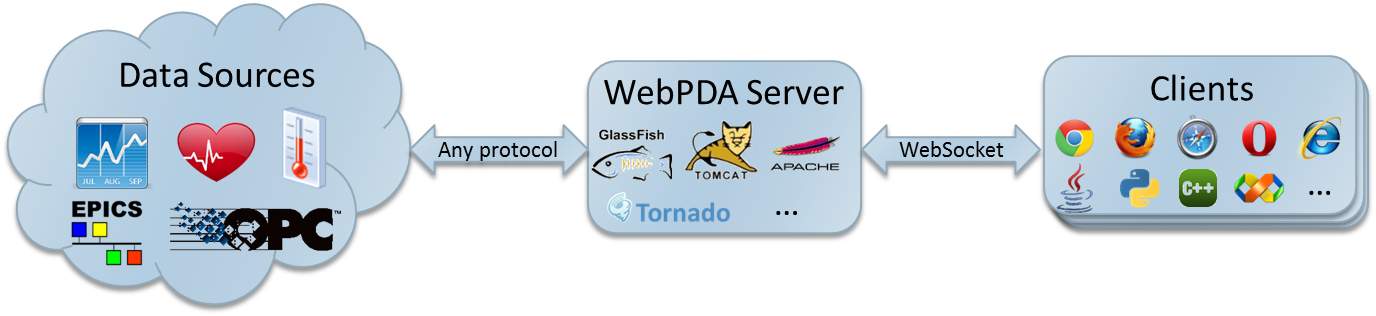 Data Sources
JUL AUG SEP
EPICS
OPC™
Any protocol
WebPDA Server
GlassFish
TOMCAT
APACHE
Tornado
...
WebSocket
Clients
C++
...